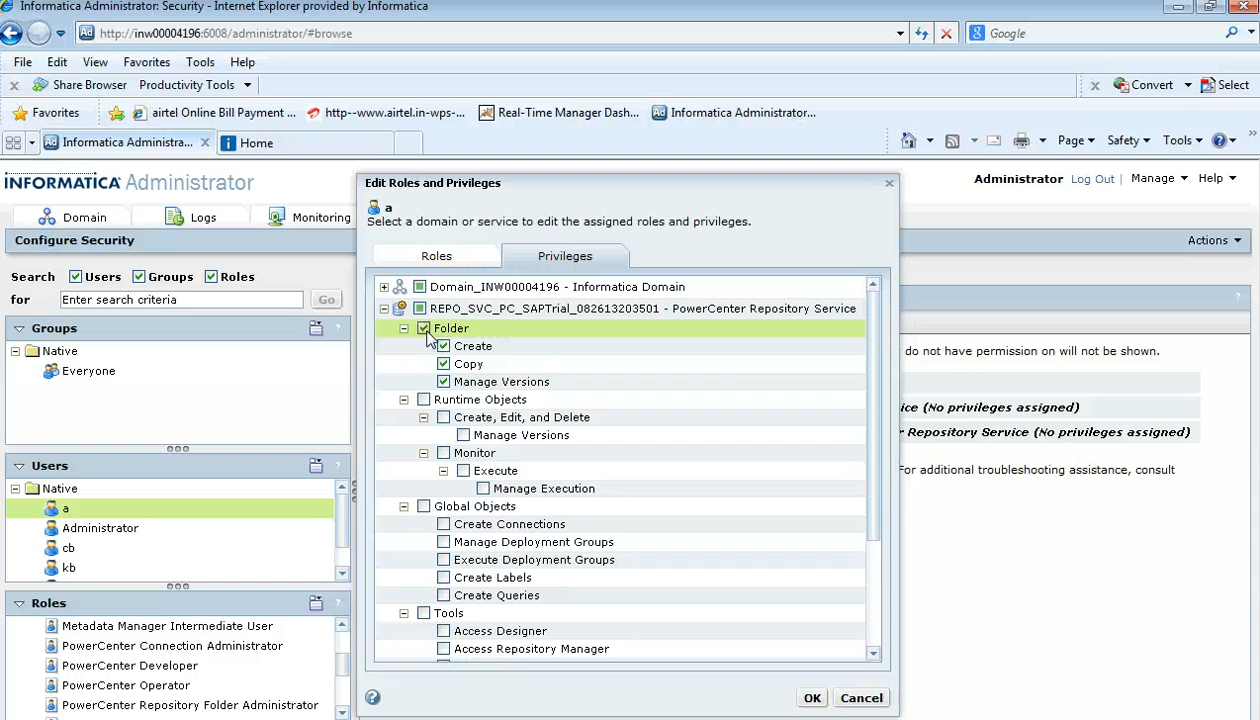 Informatica Administrator: Security - Internet Explorer provided by Informatica
http://inw00004196:6008/administrator/#browse
Google
File Edit View Favorites Tools Help
x Share Browser Productivity Tools x Convert Select
Favorites airtel Online Bill Payment ... http--www.airtel.in-wps-... Real-Time Manager Dash... Informatica Administrator...
Informatica Administra... Home Page Safety Tools
INFORMATICA Administrator
Administrator Log Out Manage Help
Domain Logs Monitoring
Configure Security
Actions
Search Users Groups Roles
for Enter search criteria Go
Groups
Native
Everyone
Users
Native
a
Administrator
cb
kb
Roles
Metadata Manager Intermediate User
PowerCenter Connection Administrator
PowerCenter Developer
PowerCenter Operator
PowerCenter Repository Folder Administrator
Edit Roles and Privileges
a
Select a domain or service to edit the assigned roles and privileges.
Roles Privileges
Domain_INW00004196 - Informatica Domain
REPO_SVC_PC_SAPTrial_082613203501 - PowerCenter Repository Service
Folder
Create
Copy
Manage Versions
Runtime Objects
Create, Edit, and Delete
Manage Versions
Monitor
Execute
Manage Execution
Global Objects
Create Connections
Manage Deployment Groups
Execute Deployment Groups
Create Labels
Create Queries
Tools
Access Designer
Access Repository Manager
OK Cancel
do not have permission on will not be shown.
ice (No privileges assigned)
r Repository Service (No privileges assigned)
For additional troubleshooting assistance, consult